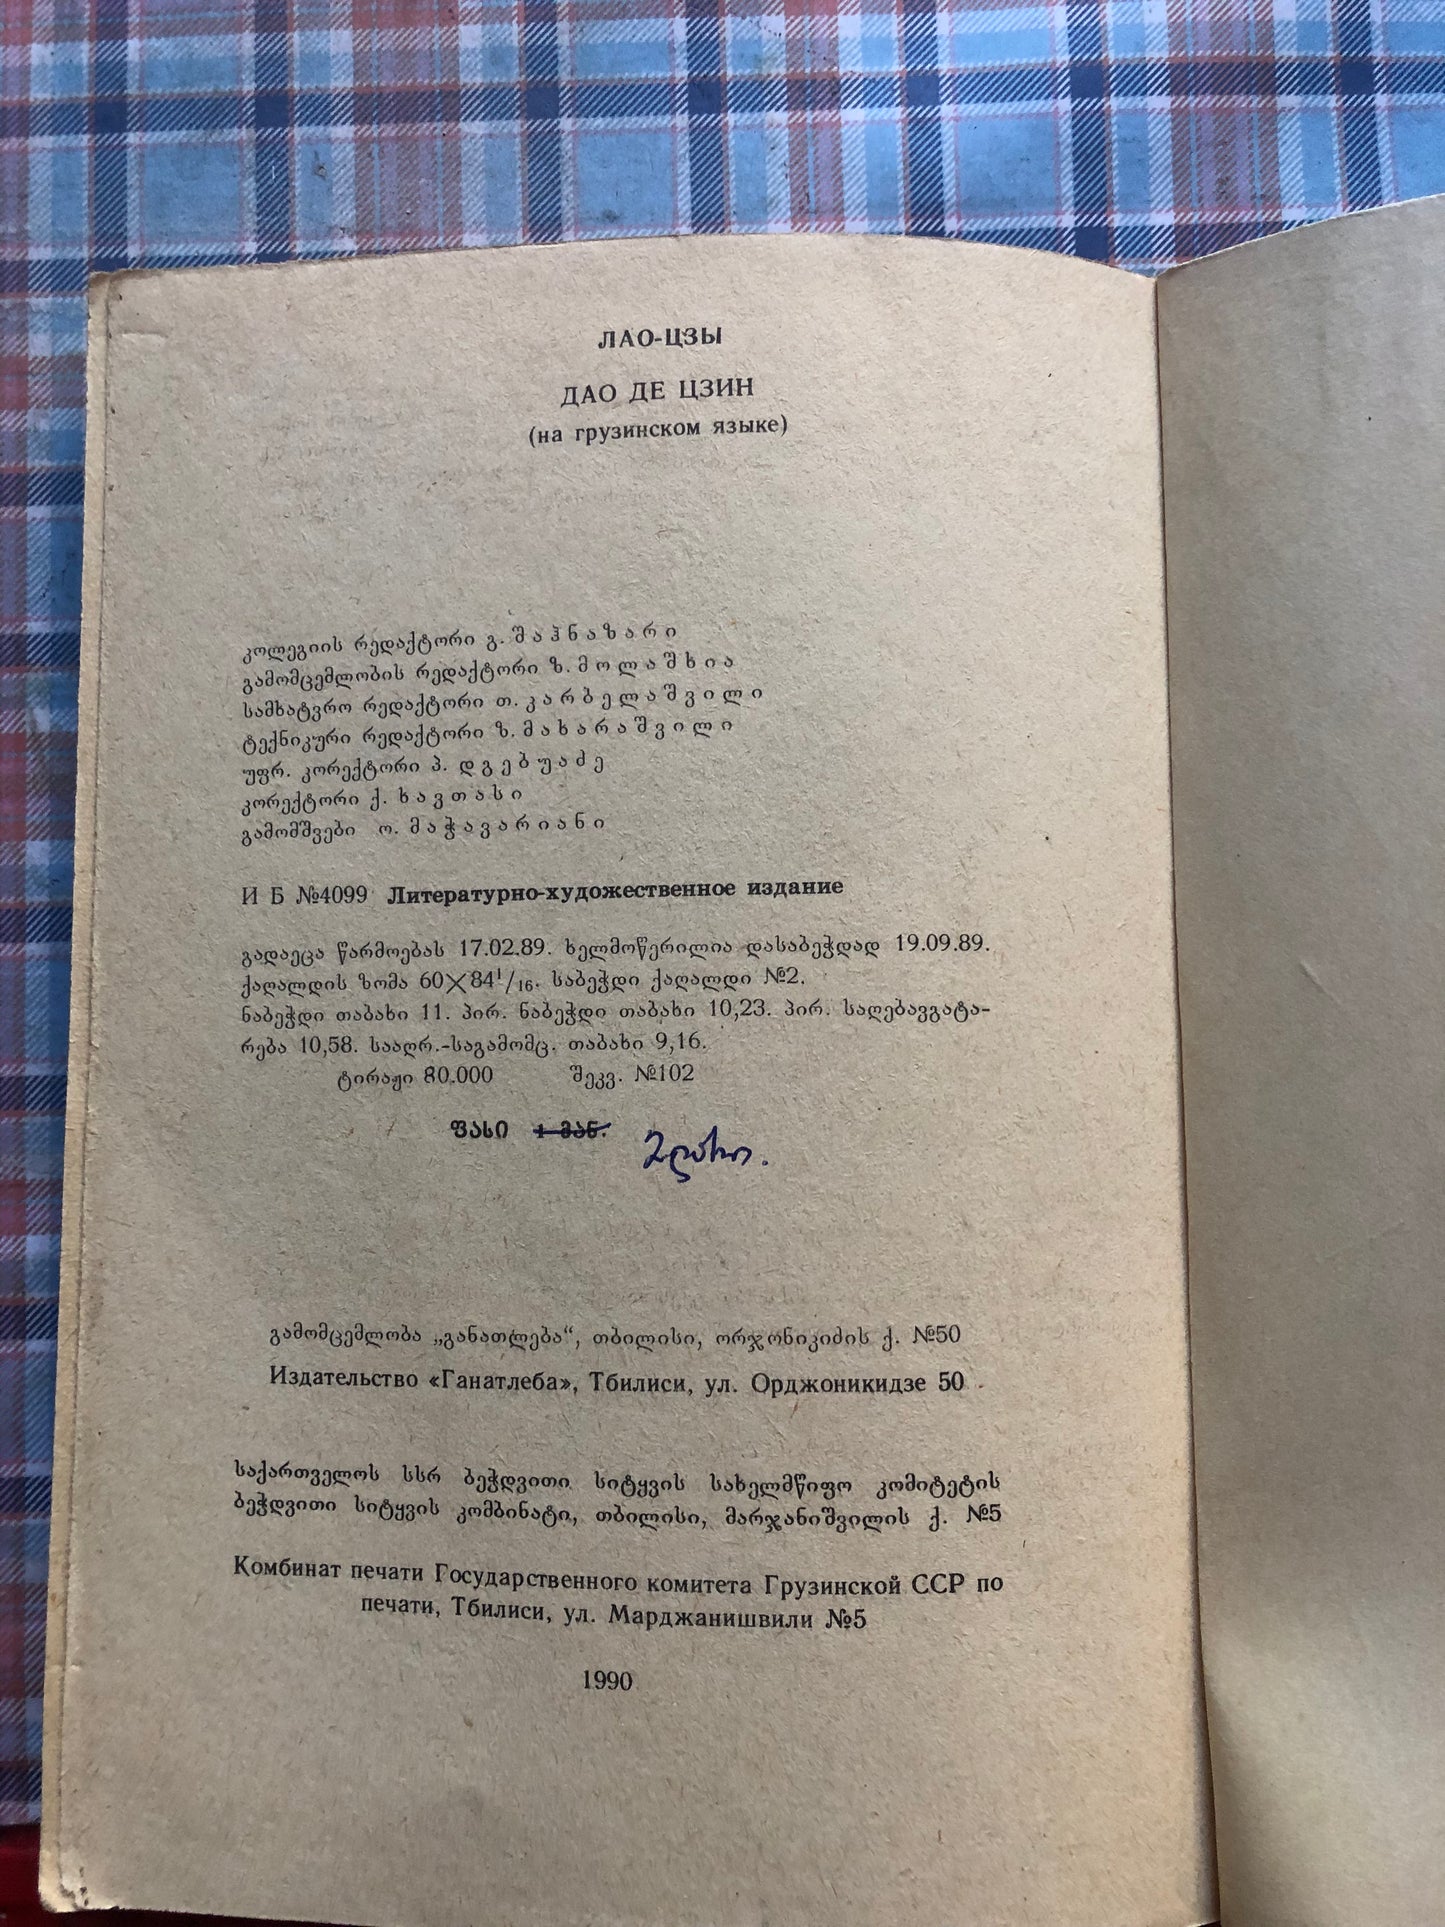 ЛАО-ЦЗЫ
ДАО ДЕ ЦЗИН
(на грузинском языке)
კოლეგიის რედაქტორი გ. შაჰნაზარი
გამომცემლობის რედაქტორი ზ. მოლაშხია
სამხატვრო რედაქტორი თ. კარბელაშვილი
ტექნიკური რედაქტორი ზ. მახარაშვილი
უფრ. კორექტორი პ. დგებუაძე
კორექტორი ქ. ხავთასი
გამომშვები ო. მაჭავარიანი
И Б №4099 Литературно-художественное издание
გადაეცა წარმოებას 17.02.89. ხელმოწერილია დასაბეჭდად 19.09.89.
ქაღალდის ზომა 60×84¹/₁₆. საბეჭდი ქაღალდი №2.
ნაბეჭდი თაბახი 11. პირ. ნაბეჭდი თაბახი 10,23. პირ. საღებავგატა-
რება 10,58. სააღრ.-საგამომც. თაბახი 9,16.
ტირაჟი 80.000 შეკვ. №102
ფასი 1 მან.
გამომცემლობა „განათლება“, თბილისი, ორჯონიკიძის ქ. №50
Издательство «Ганатлеба», Тбилиси, ул. Орджоникидзе 50
საქართველოს სსრ ბეჭდვითი სიტყვის სახელმწიფო კომიტეტის
ბეჭდვითი სიტყვის კომბინატი, თბილისი, მარჯანიშვილის ქ. №5
Комбинат печати Государственного комитета Грузинской ССР по
печати, Тбилиси, ул. Марджанишвили №5
1990